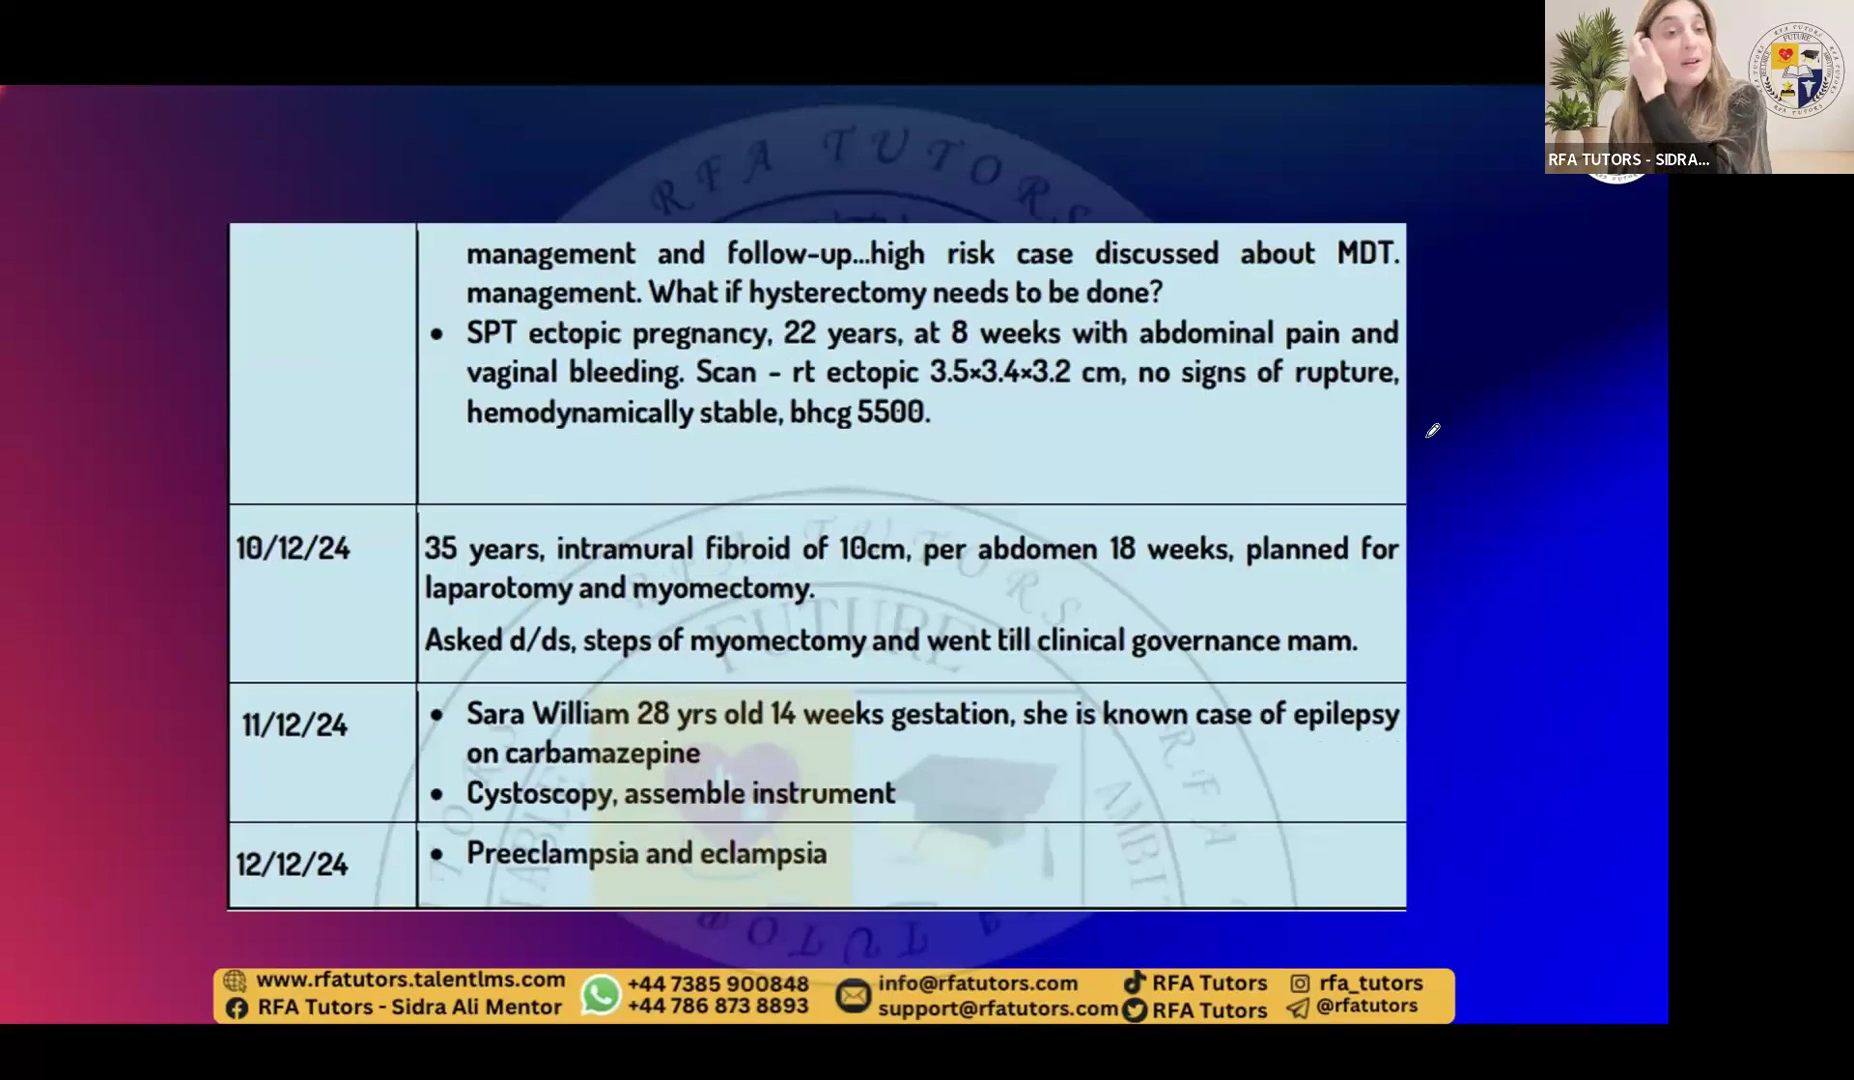 RFA TUTORS - SIDRA...
RFA TUTORS
management and follow-up...high risk case discussed about MDT.
management. What if hysterectomy needs to be done?
• SPT ectopic pregnancy, 22 years, at 8 weeks with abdominal pain and
vaginal bleeding. Scan - rt ectopic 3.5×3.4×3.2 cm, no signs of rupture,
hemodynamically stable, bhcg 5500.
10/12/24
35 years, intramural fibroid of 10cm, per abdomen 18 weeks, planned for
laparotomy and myomectomy.
Asked d/ds, steps of myomectomy and went till clinical governance mam.
11/12/24
• Sara William 28 yrs old 14 weeks gestation, she is known case of epilepsy
on carbamazepine
• Cystoscopy, assemble instrument
12/12/24
• Preeclampsia and eclampsia
RFA TUTORS
FUTURE
www.rfatutors.talentlms.com
RFA Tutors - Sidra Ali Mentor
+44 7385 900848
+44 786 873 8893
info@rfatutors.com
support@rfatutors.com
RFA Tutors
RFA Tutors
rfa_tutors
@rfatutors